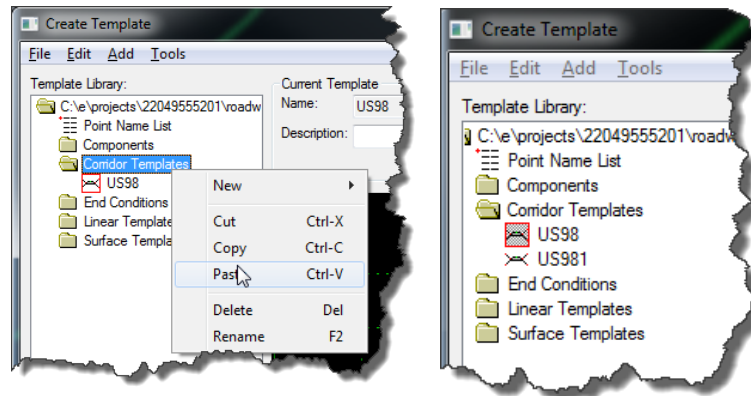 Create Template
File Edit Add Tools
Template Library:
C:\e\projects\22049555201\roadw
Point Name List
Components
Corridor Templates
US98
End Conditions
Linear Template
Surface Templa
Current Template
Name: US98
Description:
New
Cut Ctrl-X
Copy Ctrl-C
Past Ctrl-V
Delete Del
Rename F2
Create Template
File Edit Add Tools
Template Library:
C:\e\projects\22049555201\roadw
Point Name List
Components
Corridor Templates
US98
US981
End Conditions
Linear Templates
Surface Templates